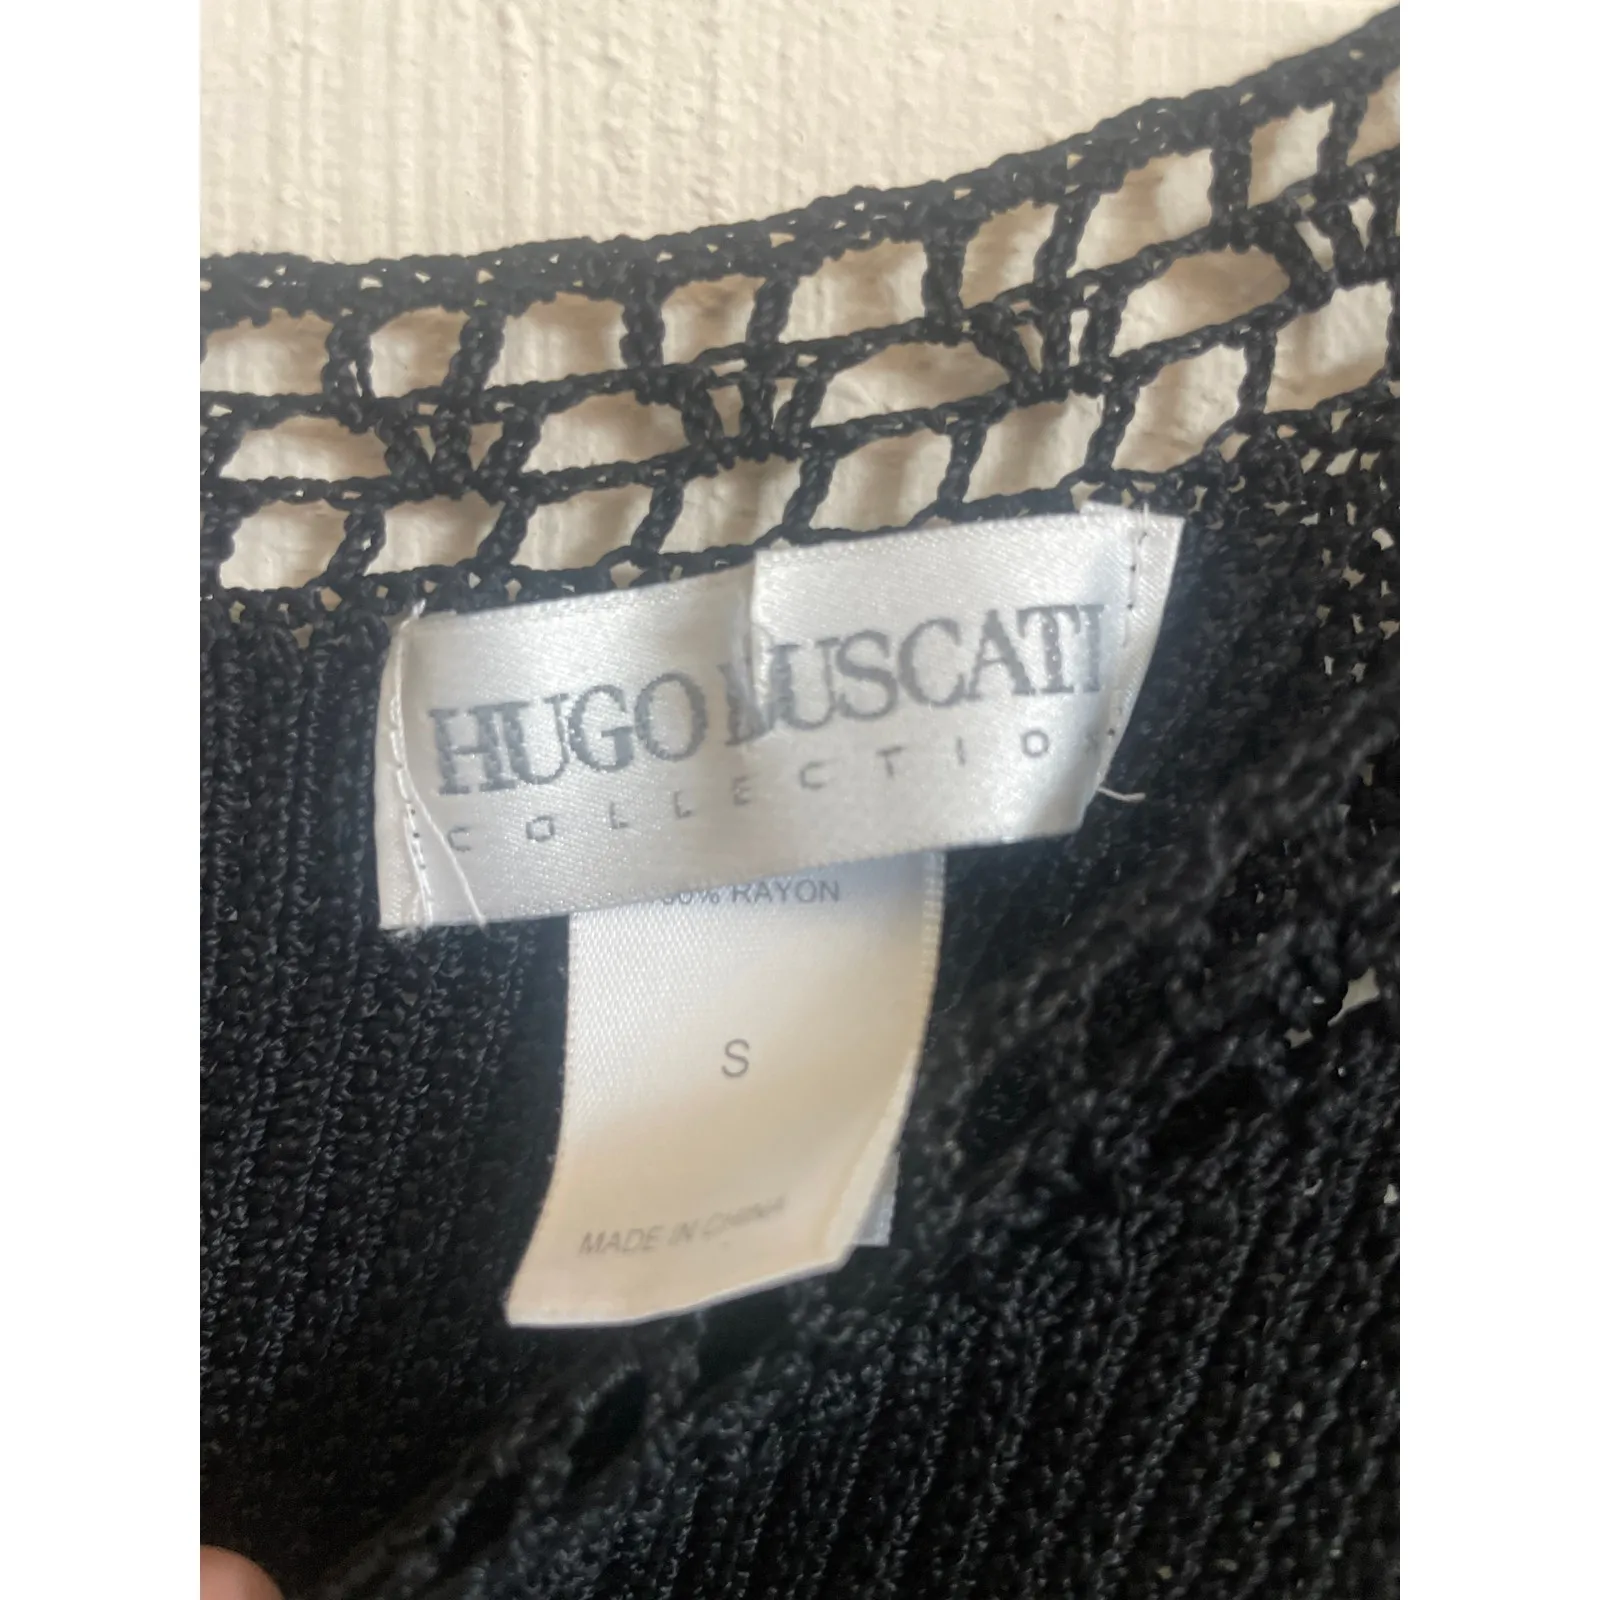 HUGO BUSCATI
COLLECTION
% RAYON
S
MADE IN CHINA